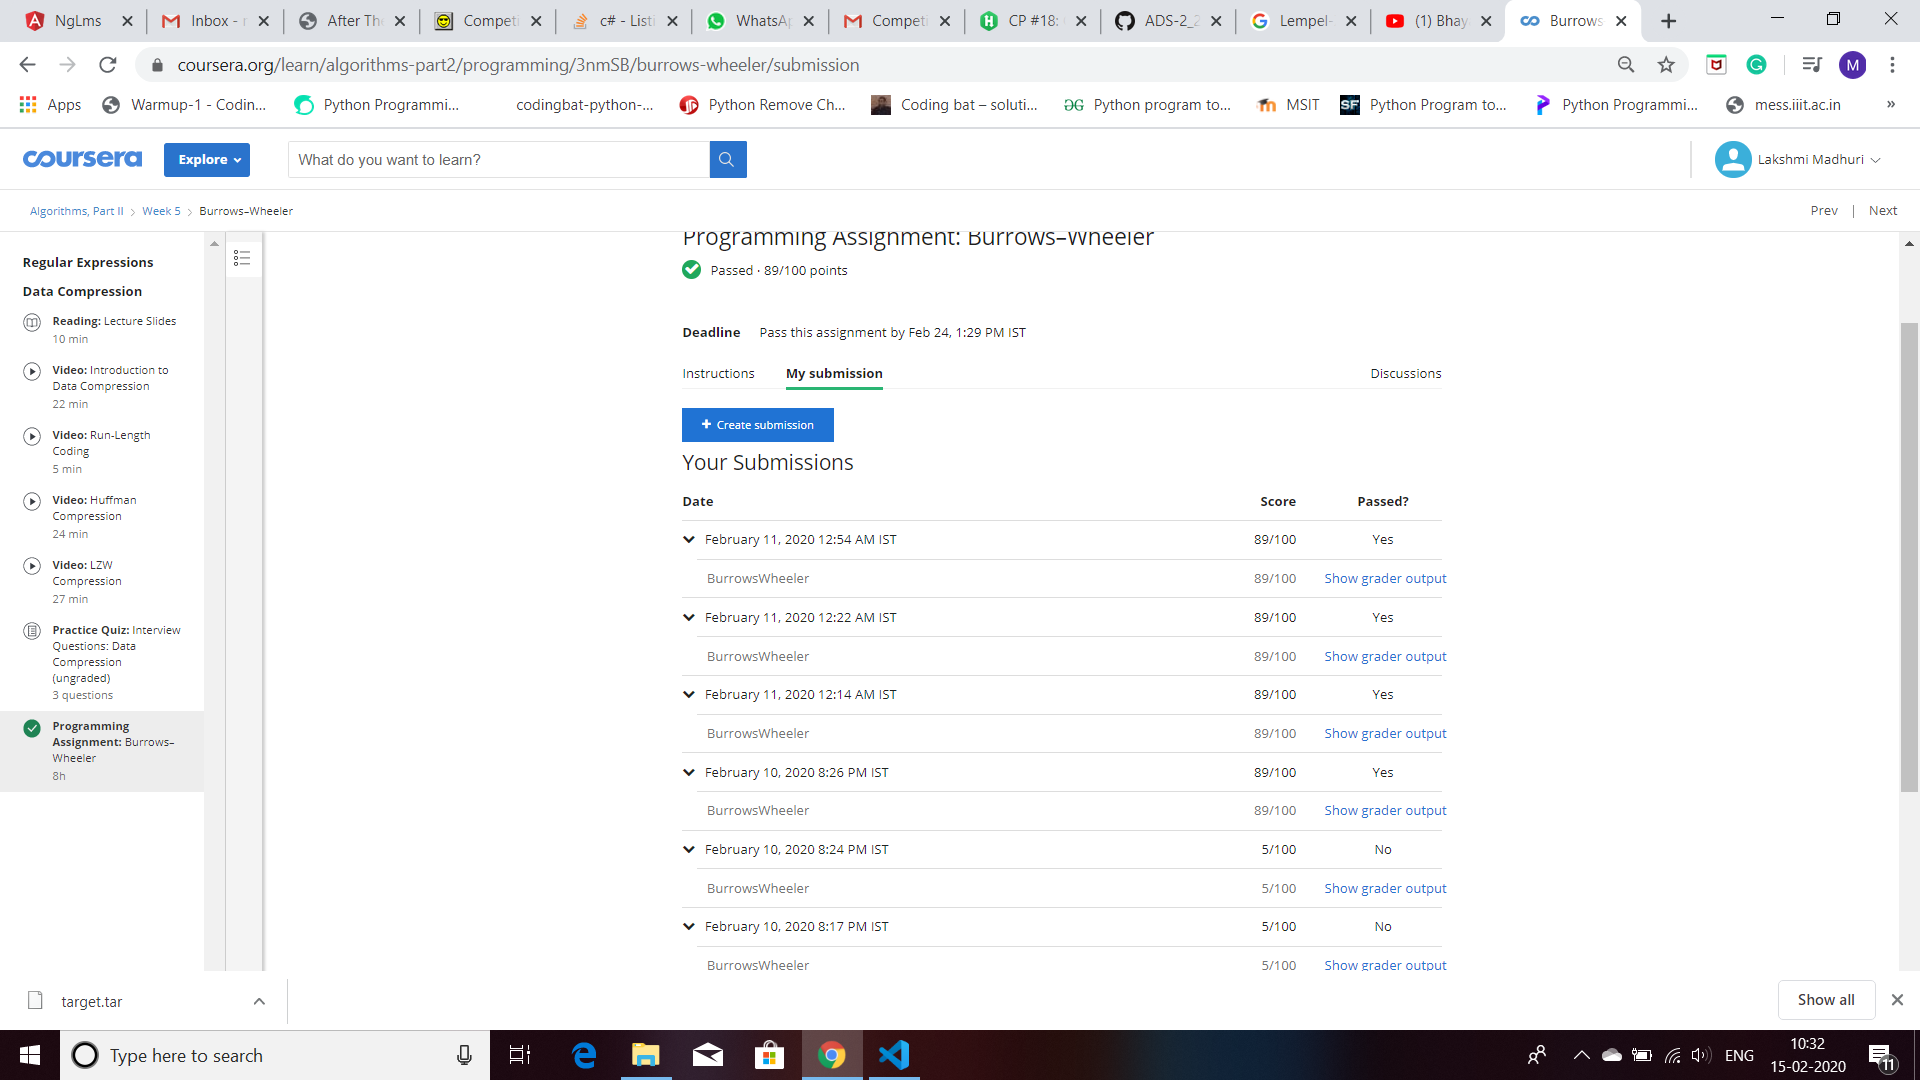 NgLms
Inbox - r
After The
Competi
c# - Listi
WhatsAp
Competi
CP #18:
ADS-2_2
Lempel-
(1) Bhay
Burrows
coursera.org/learn/algorithms-part2/programming/3nmSB/burrows-wheeler/submission
M
Apps
Warmup-1 - Codin...
Python Programmi...
codingbat-python-...
Python Remove Ch...
Coding bat – soluti...
Python program to...
MSIT
SF
Python Program to...
Python Programmi...
mess.iiit.ac.in
»
coursera
Explore
What do you want to learn?
Lakshmi Madhuri
Algorithms, Part II > Week 5 > Burrows–Wheeler
Prev | Next
Regular Expressions
Data Compression
Reading: Lecture Slides
10 min
Video: Introduction to
Data Compression
22 min
Video: Run-Length
Coding
5 min
Video: Huffman
Compression
24 min
Video: LZW
Compression
27 min
Practice Quiz: Interview
Questions: Data
Compression
(ungraded)
3 questions
Programming
Assignment: Burrows–
Wheeler
8h
Programming Assignment: Burrows–Wheeler
Passed · 89/100 points
Deadline Pass this assignment by Feb 24, 1:29 PM IST
Instructions My submission Discussions
+ Create submission
Your Submissions
Date Score Passed?
February 11, 2020 12:54 AM IST 89/100 Yes
BurrowsWheeler 89/100 Show grader output
February 11, 2020 12:22 AM IST 89/100 Yes
BurrowsWheeler 89/100 Show grader output
February 11, 2020 12:14 AM IST 89/100 Yes
BurrowsWheeler 89/100 Show grader output
February 10, 2020 8:26 PM IST 89/100 Yes
BurrowsWheeler 89/100 Show grader output
February 10, 2020 8:24 PM IST 5/100 No
BurrowsWheeler 5/100 Show grader output
February 10, 2020 8:17 PM IST 5/100 No
BurrowsWheeler 5/100 Show grader output
target.tar
Show all
Type here to search
ENG
10:32
15-02-2020
11